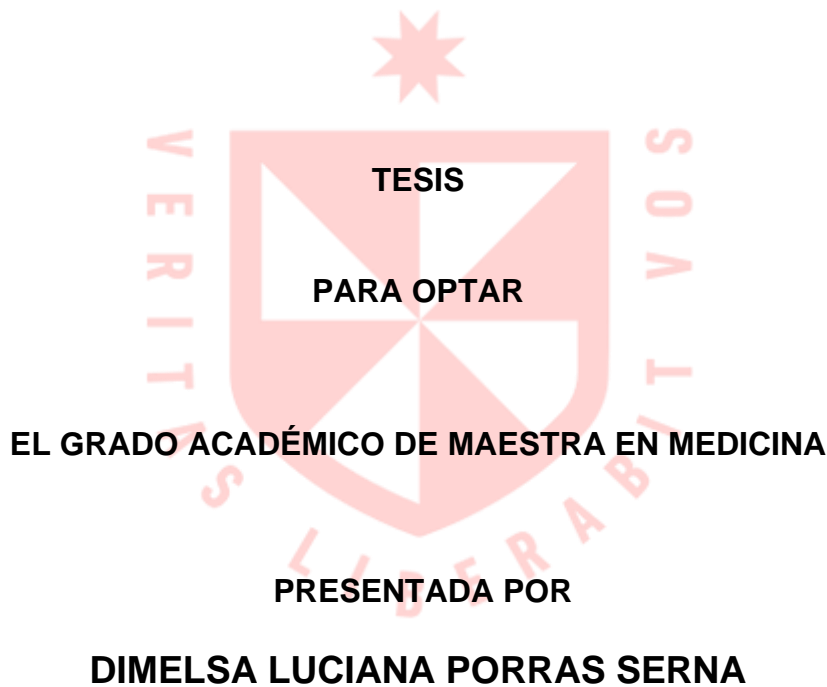 TESIS
PARA OPTAR
EL GRADO ACADÉMICO DE MAESTRA EN MEDICINA
PRESENTADA POR
DIMELSA LUCIANA PORRAS SERNA
VERITAS LIBERABIT VOS